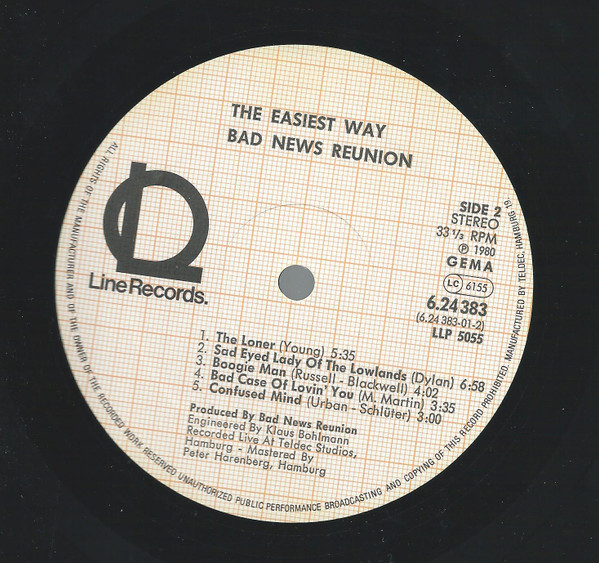 THE EASIEST WAY
BAD NEWS REUNION
LineRecords.
SIDE 2
STEREO
33 1/3 RPM
Ⓟ 1980
GEMA
LC 6155
6.24383
(6.24 383-01-2)
LLP 5055
1. The Loner (Young) 5:35
2. Sad Eyed Lady Of The Lowlands (Dylan) 6:58
3. Boogie Man (Russell - Blackwell) 4:02
4. Bad Case Of Lovin' You (M. Martin) 3:35
5. Confused Mind (Urban - Schlüter) 3:00
Produced By Bad News Reunion
Engineered By Klaus Bohlmann
Recorded Live At Teldec Studios,
Hamburg - Mastered By
Peter Harenberg, Hamburg
ALL RIGHTS OF THE MANUFACTURER AND OF THE OWNER OF THE RECORDED WORK RESERVED UNAUTHORIZED PUBLIC PERFORMANCE BROADCASTING AND COPYING OF THIS RECORD PROHIBITED. MANUFACTURED BY TELDEC, HAMBURG 19.